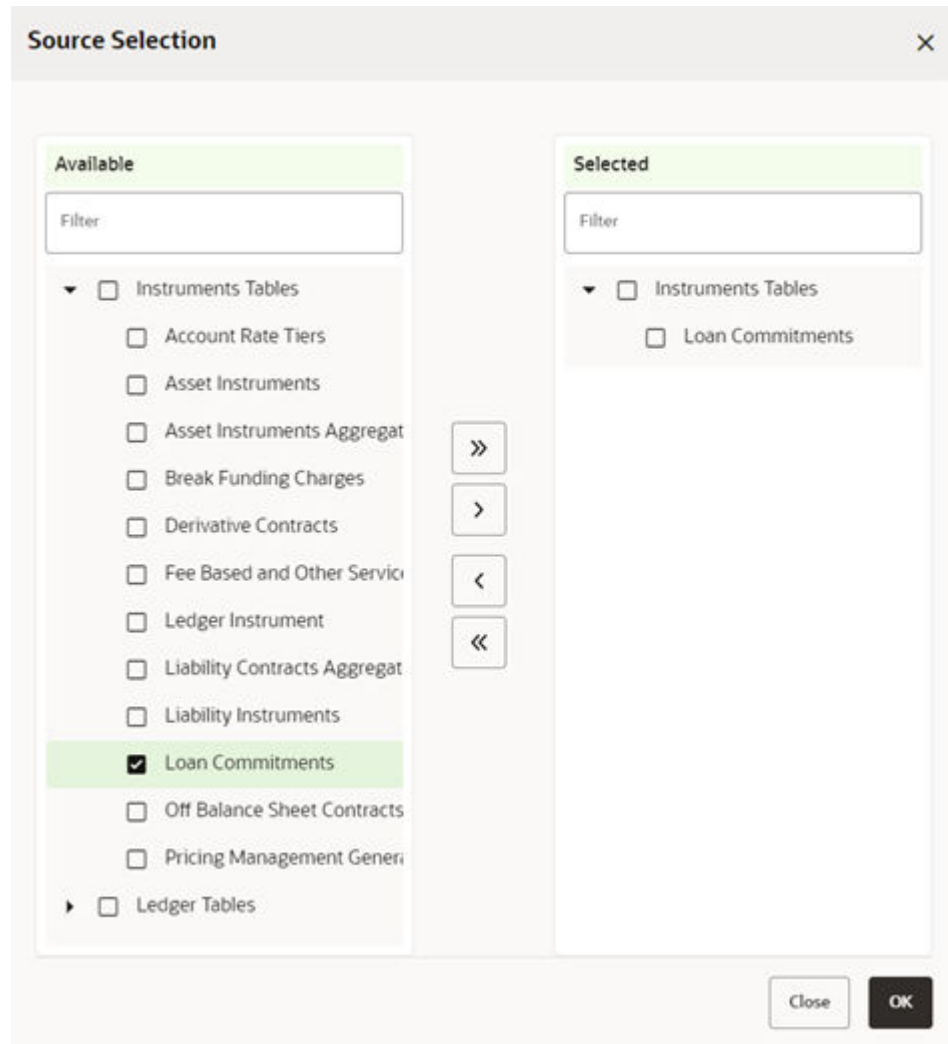 Source Selection
Available
Filter
Instruments Tables
Account Rate Tiers
Asset Instruments
Asset Instruments Aggregat
Break Funding Charges
Derivative Contracts
Fee Based and Other Service
Ledger Instrument
Liability Contracts Aggregat
Liability Instruments
Loan Commitments
Off Balance Sheet Contracts
Pricing Management Genera
Ledger Tables
Selected
Filter
Instruments Tables
Loan Commitments
Close
OK